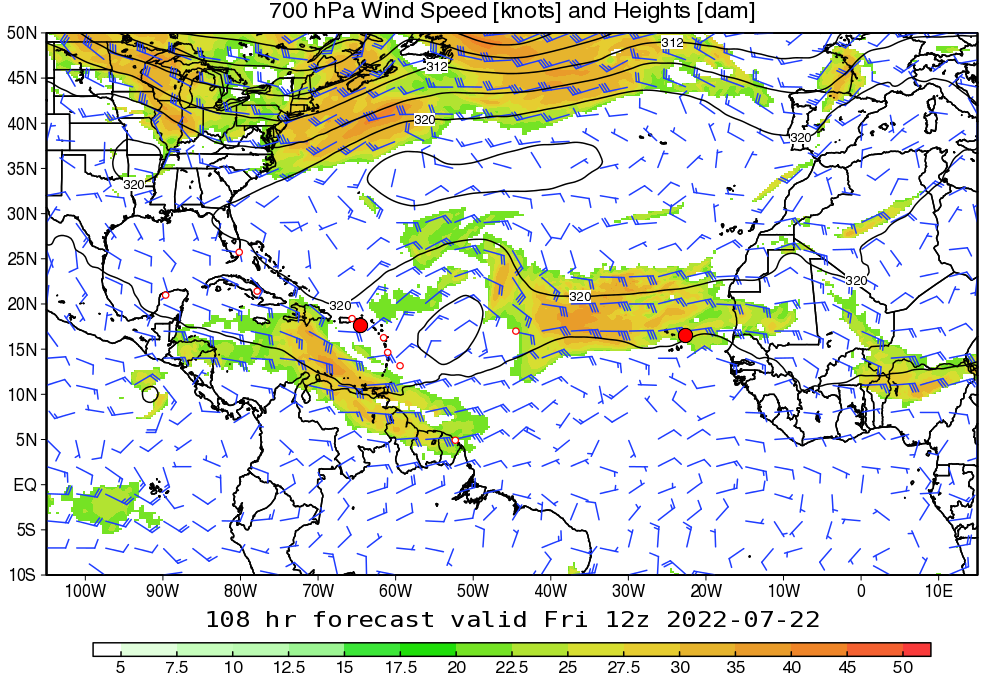 700 hPa Wind Speed [knots] and Heights [dam]
50N
312
312
45N
40N
320
320
35N
320
30N
25N
320
320
20N
320
15N
10N
5N
EQ
5S
10S
100W 90W 80W 70W 60W 50W 40W 30W 20W 10W 0 10E
108 hr forecast valid Fri 12z 2022-07-22
5 7.5 10 12.5 15 17.5 20 22.5 25 27.5 30 35 40 45 50